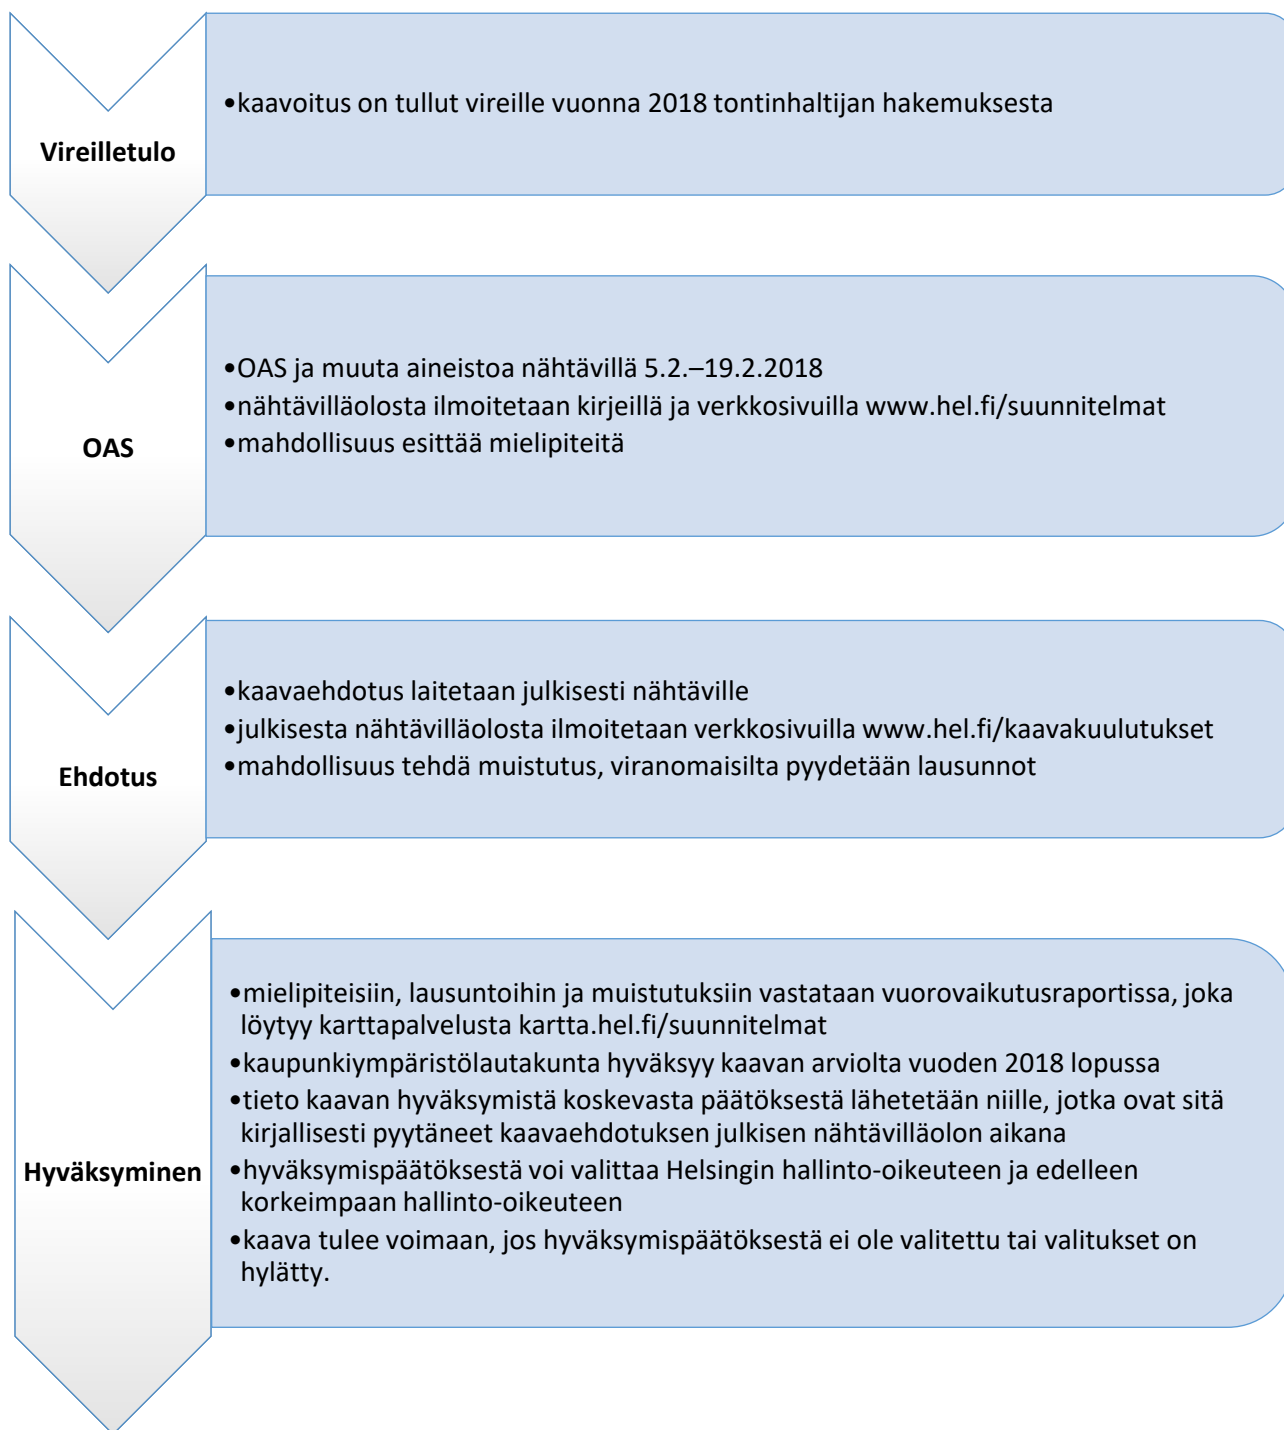 Vireilletulo
•kaavoitus on tullut vireille vuonna 2018 tontinhaltijan hakemuksesta
OAS
•OAS ja muuta aineistoa nähtävillä 5.2.–19.2.2018
•nähtävilläolosta ilmoitetaan kirjeillä ja verkkosivuilla www.hel.fi/suunnitelmat
•mahdollisuus esittää mielipiteitä
Ehdotus
•kaavaehdotus laitetaan julkisesti nähtäville
•julkisesta nähtävilläolosta ilmoitetaan verkkosivuilla www.hel.fi/kaavakuulutukset
•mahdollisuus tehdä muistutus, viranomaisilta pyydetään lausunnot
Hyväksyminen
•mielipiteisiin, lausuntoihin ja muistutuksiin vastataan vuorovaikutusraportissa, joka
löytyy karttapalvelusta kartta.hel.fi/suunnitelmat
•kaupunkiympäristölautakunta hyväksyy kaavan arviolta vuoden 2018 lopussa
•tieto kaavan hyväksymistä koskevasta päätöksestä lähetetään niille, jotka ovat sitä
kirjallisesti pyytäneet kaavaehdotuksen julkisen nähtävilläolon aikana
•hyväksymispäätöksestä voi valittaa Helsingin hallinto-oikeuteen ja edelleen
korkeimpaan hallinto-oikeuteen
•kaava tulee voimaan, jos hyväksymispäätöksestä ei ole valitettu tai valitukset on
hylätty.